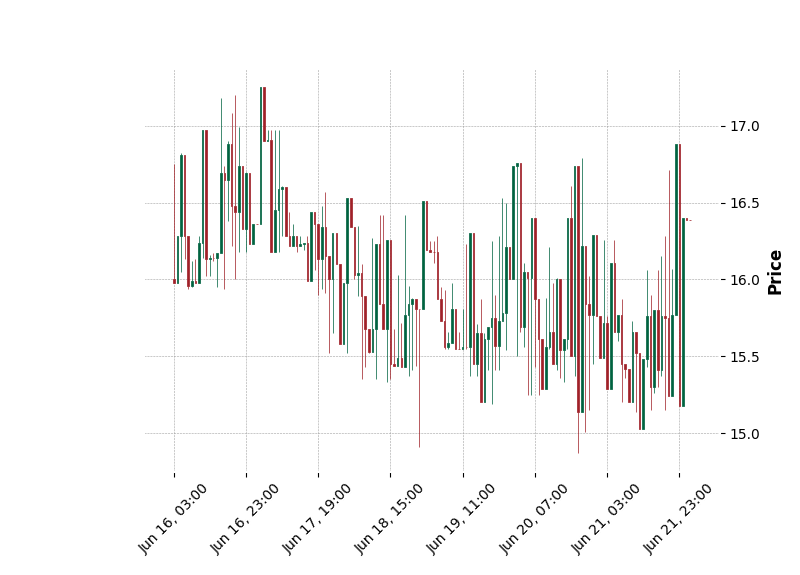 17.0
16.5
16.0
15.5
15.0
Price
Jun 16, 03:00
Jun 16, 23:00
Jun 17, 19:00
Jun 18, 15:00
Jun 19, 11:00
Jun 20, 07:00
Jun 21, 03:00
Jun 21, 23:00